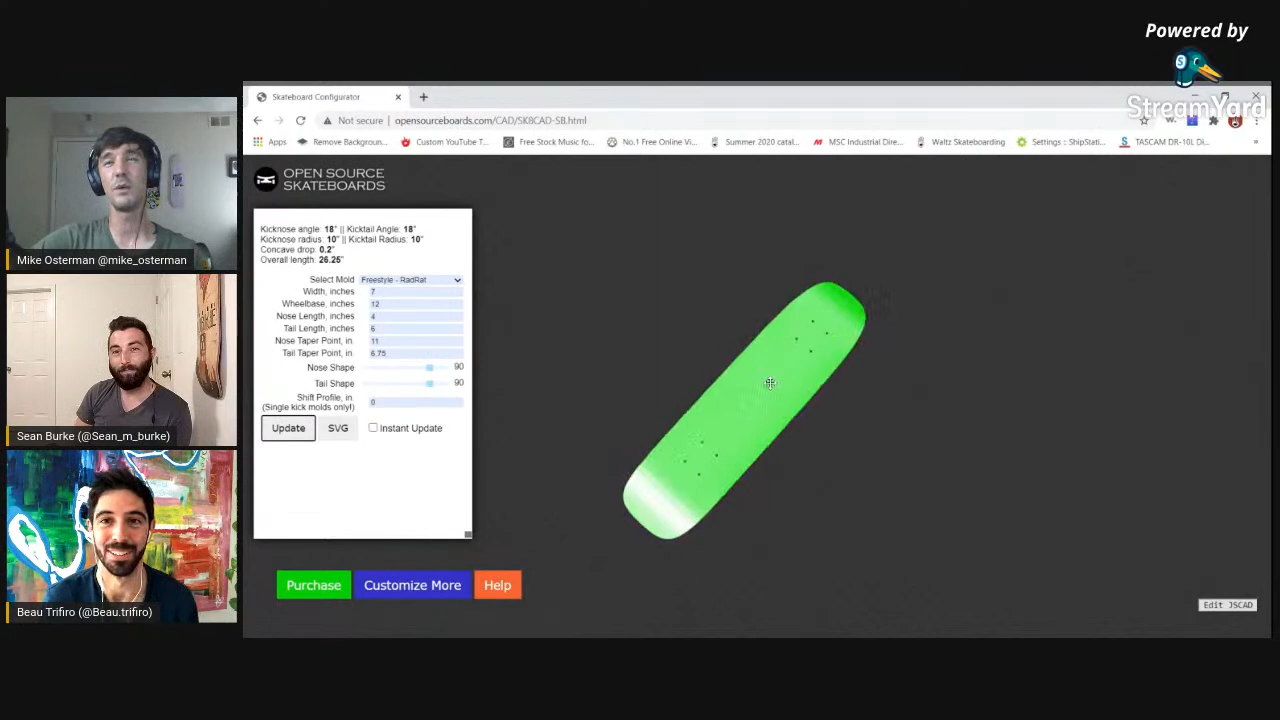 Powered by
StreamYard
Skateboard Configurator
Not secure
opensourceboards.com/CAD/SK8CAD-SB.html
Apps
Remove Backgroun...
Custom YouTube T...
Free Stock Music fo...
No.1 Free Online Vi...
Summer 2020 catal...
MSC Industrial Dire...
Waltz Skateboarding
Settings : ShipStati...
TASCAM DR-10L Di...
OPEN SOURCE
SKATEBOARDS
Kicknose angle: 18° || Kicktail Angle: 18°
Kicknose radius: 10" || Kicktail Radius: 10"
Concave drop: 0.2"
Overall length: 26.25"
Select Mold Freestyle - RadRat
Width, inches 7
Wheelbase, inches 12
Nose Length, inches 4
Tail Length, inches 6
Nose Taper Point, in. 11
Tail Taper Point, in. 6.75
Nose Shape 90
Tail Shape 90
Shift Profile, in. 0
(Single kick molds only!)
Update SVG Instant Update
Purchase Customize More Help
Edit JSCAD
Mike Osterman @mike_osterman
Sean Burke (@Sean_m_burke)
Beau Trifiro (@Beau.trifiro)